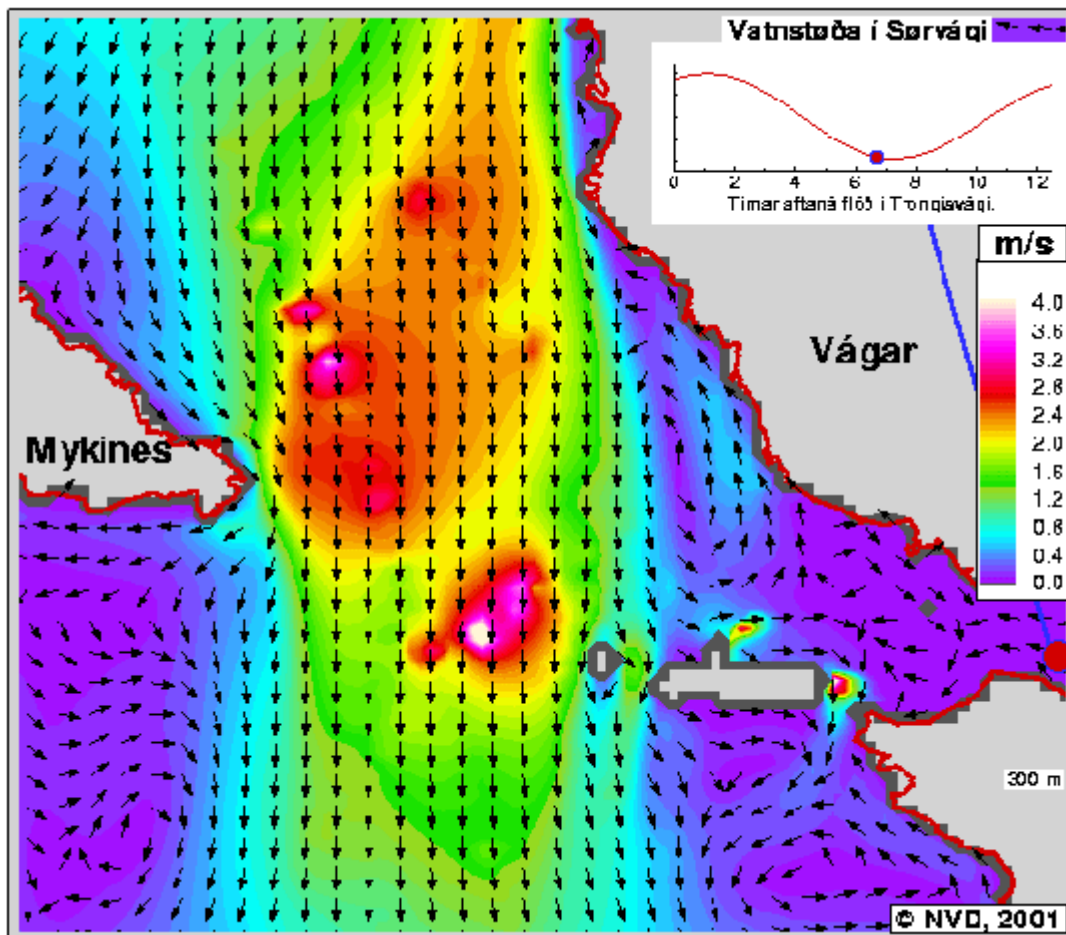 Vatnstøða í Sørvági
0 2 4 6 8 10 12
Tímar aftaná flóð í Trongisvági.
m/s
4.0
3.6
3.2
2.8
2.4
2.0
1.6
1.2
0.8
0.4
0.0
Vágar
Mykines
300 m
© NVD, 2001